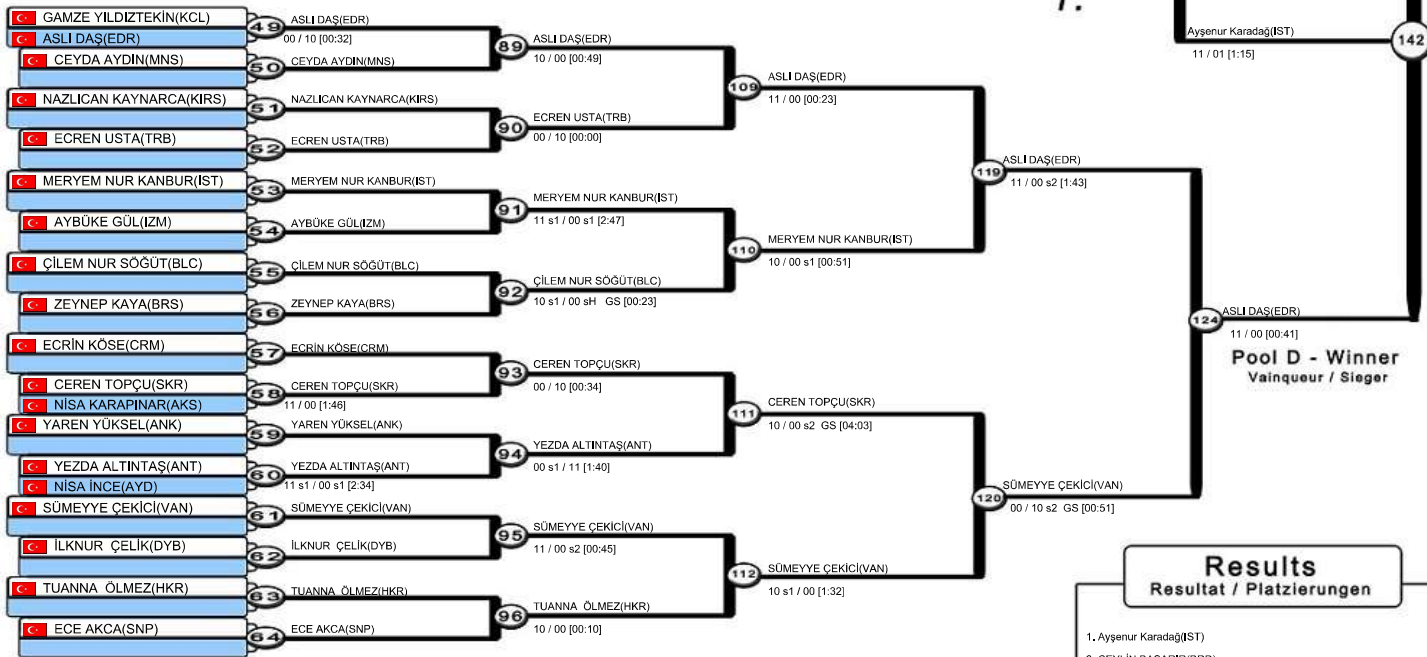 GAMZE YILDIZTEKİN(KCL)
ASLI DAŞ(EDR)
49
ASLI DAŞ(EDR)
00 / 10 [00:32]
CEYDA AYDIN(MNS)
50
CEYDA AYDIN(MNS)
NAZLICAN KAYNARCA(KIRS)
51
NAZLICAN KAYNARCA(KIRS)
ECREN USTA(TRB)
52
ECREN USTA(TRB)
MERYEM NUR KANBUR(İST)
53
MERYEM NUR KANBUR(İST)
AYBÜKE GÜL(IZM)
54
AYBÜKE GÜL(IZM)
ÇİLEM NUR SÖĞÜT(BLC)
55
ÇİLEM NUR SÖĞÜT(BLC)
ZEYNEP KAYA(BRS)
56
ZEYNEP KAYA(BRS)
ECRİN KÖSE(CRM)
57
ECRİN KÖSE(CRM)
CEREN TOPÇU(SKR)
NİSA KARAPINAR(AKS)
58
CEREN TOPÇU(SKR)
11 / 00 [1:46]
YAREN YÜKSEL(ANK)
59
YAREN YÜKSEL(ANK)
YEZDA ALTINTAŞ(ANT)
NİSA İNCE(AYD)
60
YEZDA ALTINTAŞ(ANT)
11 s1 / 00 s1 [2:34]
SÜMEYYE ÇEKİCİ(VAN)
61
SÜMEYYE ÇEKİCİ(VAN)
İLKNUR ÇELİK(DYB)
62
İLKNUR ÇELİK(DYB)
TUANNA ÖLMEZ(HKR)
63
TUANNA ÖLMEZ(HKR)
ECE AKCA(SNP)
64
ECE AKCA(SNP)
89
ASLI DAŞ(EDR)
10 / 00 [00:49]
90
ECREN USTA(TRB)
00 / 10 [00:00]
91
MERYEM NUR KANBUR(İST)
11 s1 / 00 s1 [2:47]
92
ÇİLEM NUR SÖĞÜT(BLC)
10 s1 / 00 sH GS [00:23]
93
CEREN TOPÇU(SKR)
00 / 10 [00:34]
94
YEZDA ALTINTAŞ(ANT)
00 s1 / 11 [1:40]
95
SÜMEYYE ÇEKİCİ(VAN)
11 / 00 s2 [00:45]
96
TUANNA ÖLMEZ(HKR)
10 / 00 [00:10]
109
ASLI DAŞ(EDR)
11 / 00 [00:23]
110
MERYEM NUR KANBUR(İST)
10 / 00 s1 [00:51]
111
CEREN TOPÇU(SKR)
10 / 00 s2 GS [04:03]
112
SÜMEYYE ÇEKİCİ(VAN)
10 s1 / 00 [1:32]
119
ASLI DAŞ(EDR)
11 / 00 s2 [1:43]
120
SÜMEYYE ÇEKİCİ(VAN)
00 / 10 s2 GS [00:51]
124
ASLI DAŞ(EDR)
11 / 00 [00:41]
Pool D - Winner
Vainqueur / Sieger
1.
Ayşenur Karadağ(IST)
11 / 01 [1:15]
142
Results
Resultat / Platzierungen
1. Ayşenur Karadağ(IST)